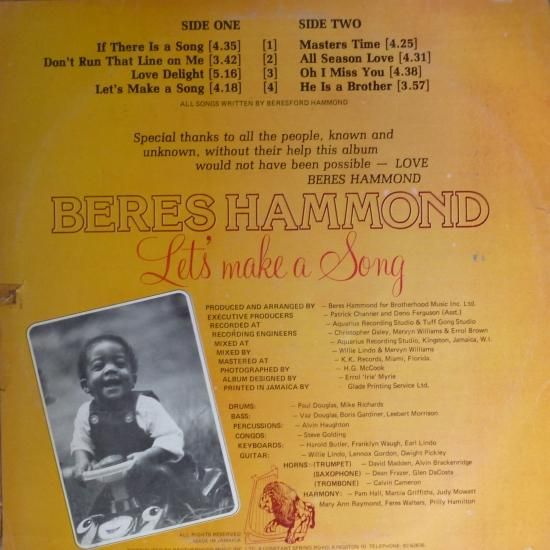 SIDE ONE SIDE TWO
If There Is a Song [4.35] [1] Masters Time [4.25]
Don't Run That Line on Me [3.42] [2] All Season Love [4.31]
Love Delight [5.16] [3] Oh I Miss You [4.38]
Let's Make a Song [4.18] [4] He Is a Brother [3.57]
ALL SONGS WRITTEN BY BERESFORD HAMMOND
Special thanks to all the people, known and
unknown, without their help this album
would not have been possible — LOVE
BERES HAMMOND
BERES HAMMOND
Let's make a Song
PRODUCED AND ARRANGED BY – Beres Hammond for Brotherhood Music Inc. Ltd.
EXECUTIVE PRODUCERS – Patrick Channer and Deno Ferguson (Asst.)
RECORDED AT – Aquarius Recording Studio & Tuff Gong Studio
RECORDING ENGINEERS – Christopher Daley, Mervyn Williams & Errol Brown
MIXED AT – Aquarius Recording Studio, Kingston, Jamaica, W.I.
MIXED BY – Willie Lindo & Mervyn Williams
MASTERED AT – K.K. Records, Miami, Florida.
PHOTOGRAPHED BY – H.G. McCook
ALBUM DESIGNED BY – Errol 'Irie' Myrie
PRINTED IN JAMAICA BY – Glade Printing Service Ltd.
DRUMS: – Paul Douglas, Mike Richards
BASS: – Vaz Douglas, Boris Gardiner, Leebert Morrison
PERCUSSIONS: – Alvin Haughton
CONGOS: – Steve Golding
KEYBOARDS: – Harold Butler, Franklyn Waugh, Earl Lindo
GUITAR: – Willie Lindo, Lennox Gordon, Dwight Pickley
HORNS: (TRUMPET) – David Madden, Alvin Brackenridge
(SAXOPHONE) – Dean Frazer, Glen DaCosta
(TROMBONE) – Calvin Cameron
HARMONY: – Pam Hall, Marcia Griffiths, Judy Mowatt
Mary Ann Raymond, Feres Walters, Prilly Hamilton
ALL RIGHTS RESERVED
MADE IN JAMAICA
CONSTANT SPRING ROAD, KINGSTON 10. TELEPHONE: